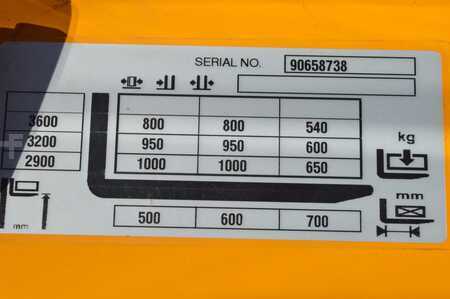 SERIAL NO. 90658738
3600 800 800 540
3200 950 950 600 kg
2900 1000 1000 650
mm
mm 500 600 700